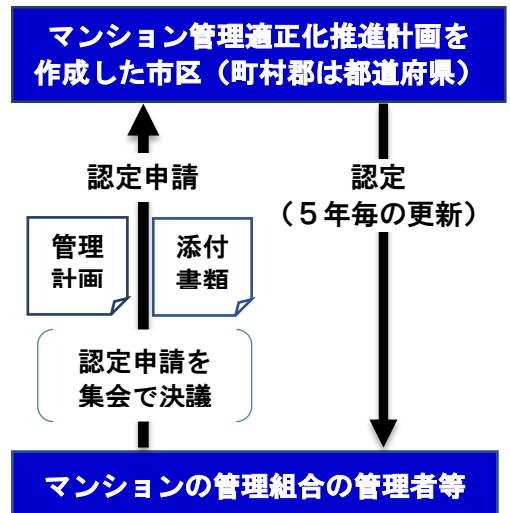 マンション管理適正化推進計画を
作成した市区（町村郡は都道府県）
認定申請
認定
（５年毎の更新）
管理
計画
添付
書類
認定申請を
集会で決議
マンションの管理組合の管理者等